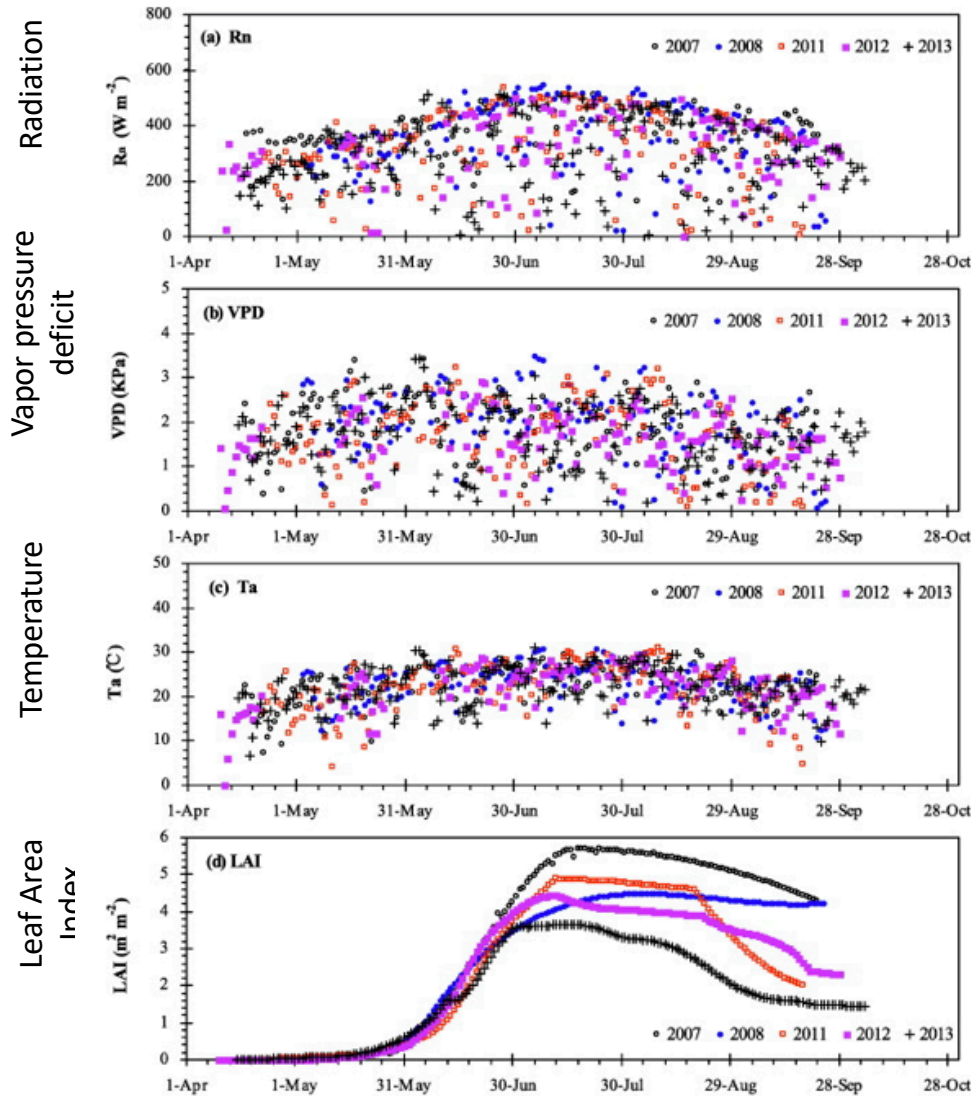 Radiation
800
600
400
200
0
Rn (W m-2)
(a) Rn
2007 2008 2011 2012 2013
1-Apr 1-May 31-May 30-Jun 30-Jul 29-Aug 28-Sep 28-Oct
Vapor pressure
deficit
5
4
3
2
1
0
VPD (KPa)
(b) VPD
2007 2008 2011 2012 2013
1-Apr 1-May 31-May 30-Jun 30-Jul 29-Aug 28-Sep 28-Oct
Temperature
50
40
30
20
10
0
Ta (℃)
(c) Ta
2007 2008 2011 2012 2013
1-Apr 1-May 31-May 30-Jun 30-Jul 29-Aug 28-Sep 28-Oct
Leaf Area
Index
6
5
4
3
2
1
0
LAI (m2 m-2)
(d) LAI
2007 2008 2011 2012 2013
1-Apr 1-May 31-May 30-Jun 30-Jul 29-Aug 28-Sep 28-Oct